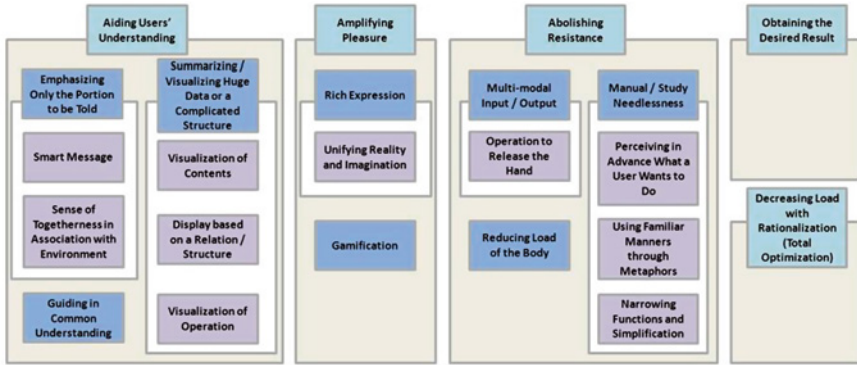 Aiding Users'
Understanding
Emphasizing
Only the Portion
to be Told
Smart Message
Sense of
Togetherness in
Association with
Environment
Guiding in
Common
Understanding
Summarizing /
Visualizing Huge
Data or a
Complicated
Structure
Visualization of
Contents
Display based
on a Relation /
Structure
Visualization of
Operation
Amplifying
Pleasure
Rich Expression
Unifying Reality
and Imagination
Gamification
Abolishing
Resistance
Multi-modal
Input / Output
Operation to
Release the
Hand
Reducing Load
of the Body
Manual / Study
Needlessness
Perceiving in
Advance What a
User Wants to
Do
Using Familiar
Manners
through
Metaphors
Narrowing
Functions and
Simplification
Obtaining the
Desired Result
Decreasing Load
with
Rationalization
(Total
Optimization)